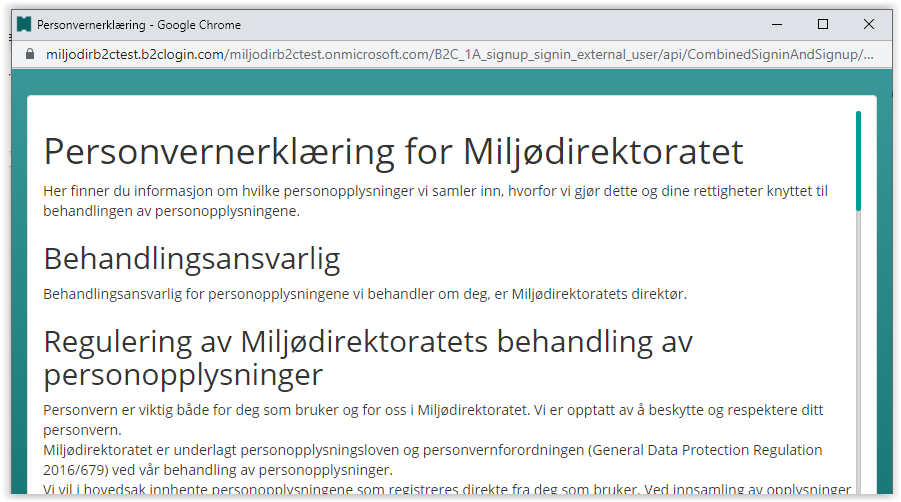 Personvernerklæring - Google Chrome
miljodirb2ctest.b2clogin.com/miljodirb2ctest.onmicrosoft.com/B2C_1A_signup_signin_external_user/api/CombinedSigninAndSignup/...
Personvernerklæring for Miljødirektoratet
Her finner du informasjon om hvilke personopplysninger vi samler inn, hvorfor vi gjør dette og dine rettigheter knyttet til
behandlingen av personopplysningene.
Behandlingsansvarlig
Behandlingsansvarlig for personopplysningene vi behandler om deg, er Miljødirektoratets direktør.
Regulering av Miljødirektoratets behandling av
personopplysninger
Personvern er viktig både for deg som bruker og for oss i Miljødirektoratet. Vi er opptatt av å beskytte og respektere ditt
personvern.
Miljødirektoratet er underlagt personopplysningsloven og personvernforordningen (General Data Protection Regulation
2016/679) ved vår behandling av personopplysninger.
Vi vil i hovedsak innhente personopplysningene som registreres direkte fra deg som bruker. Ved innsamling av opplysninger